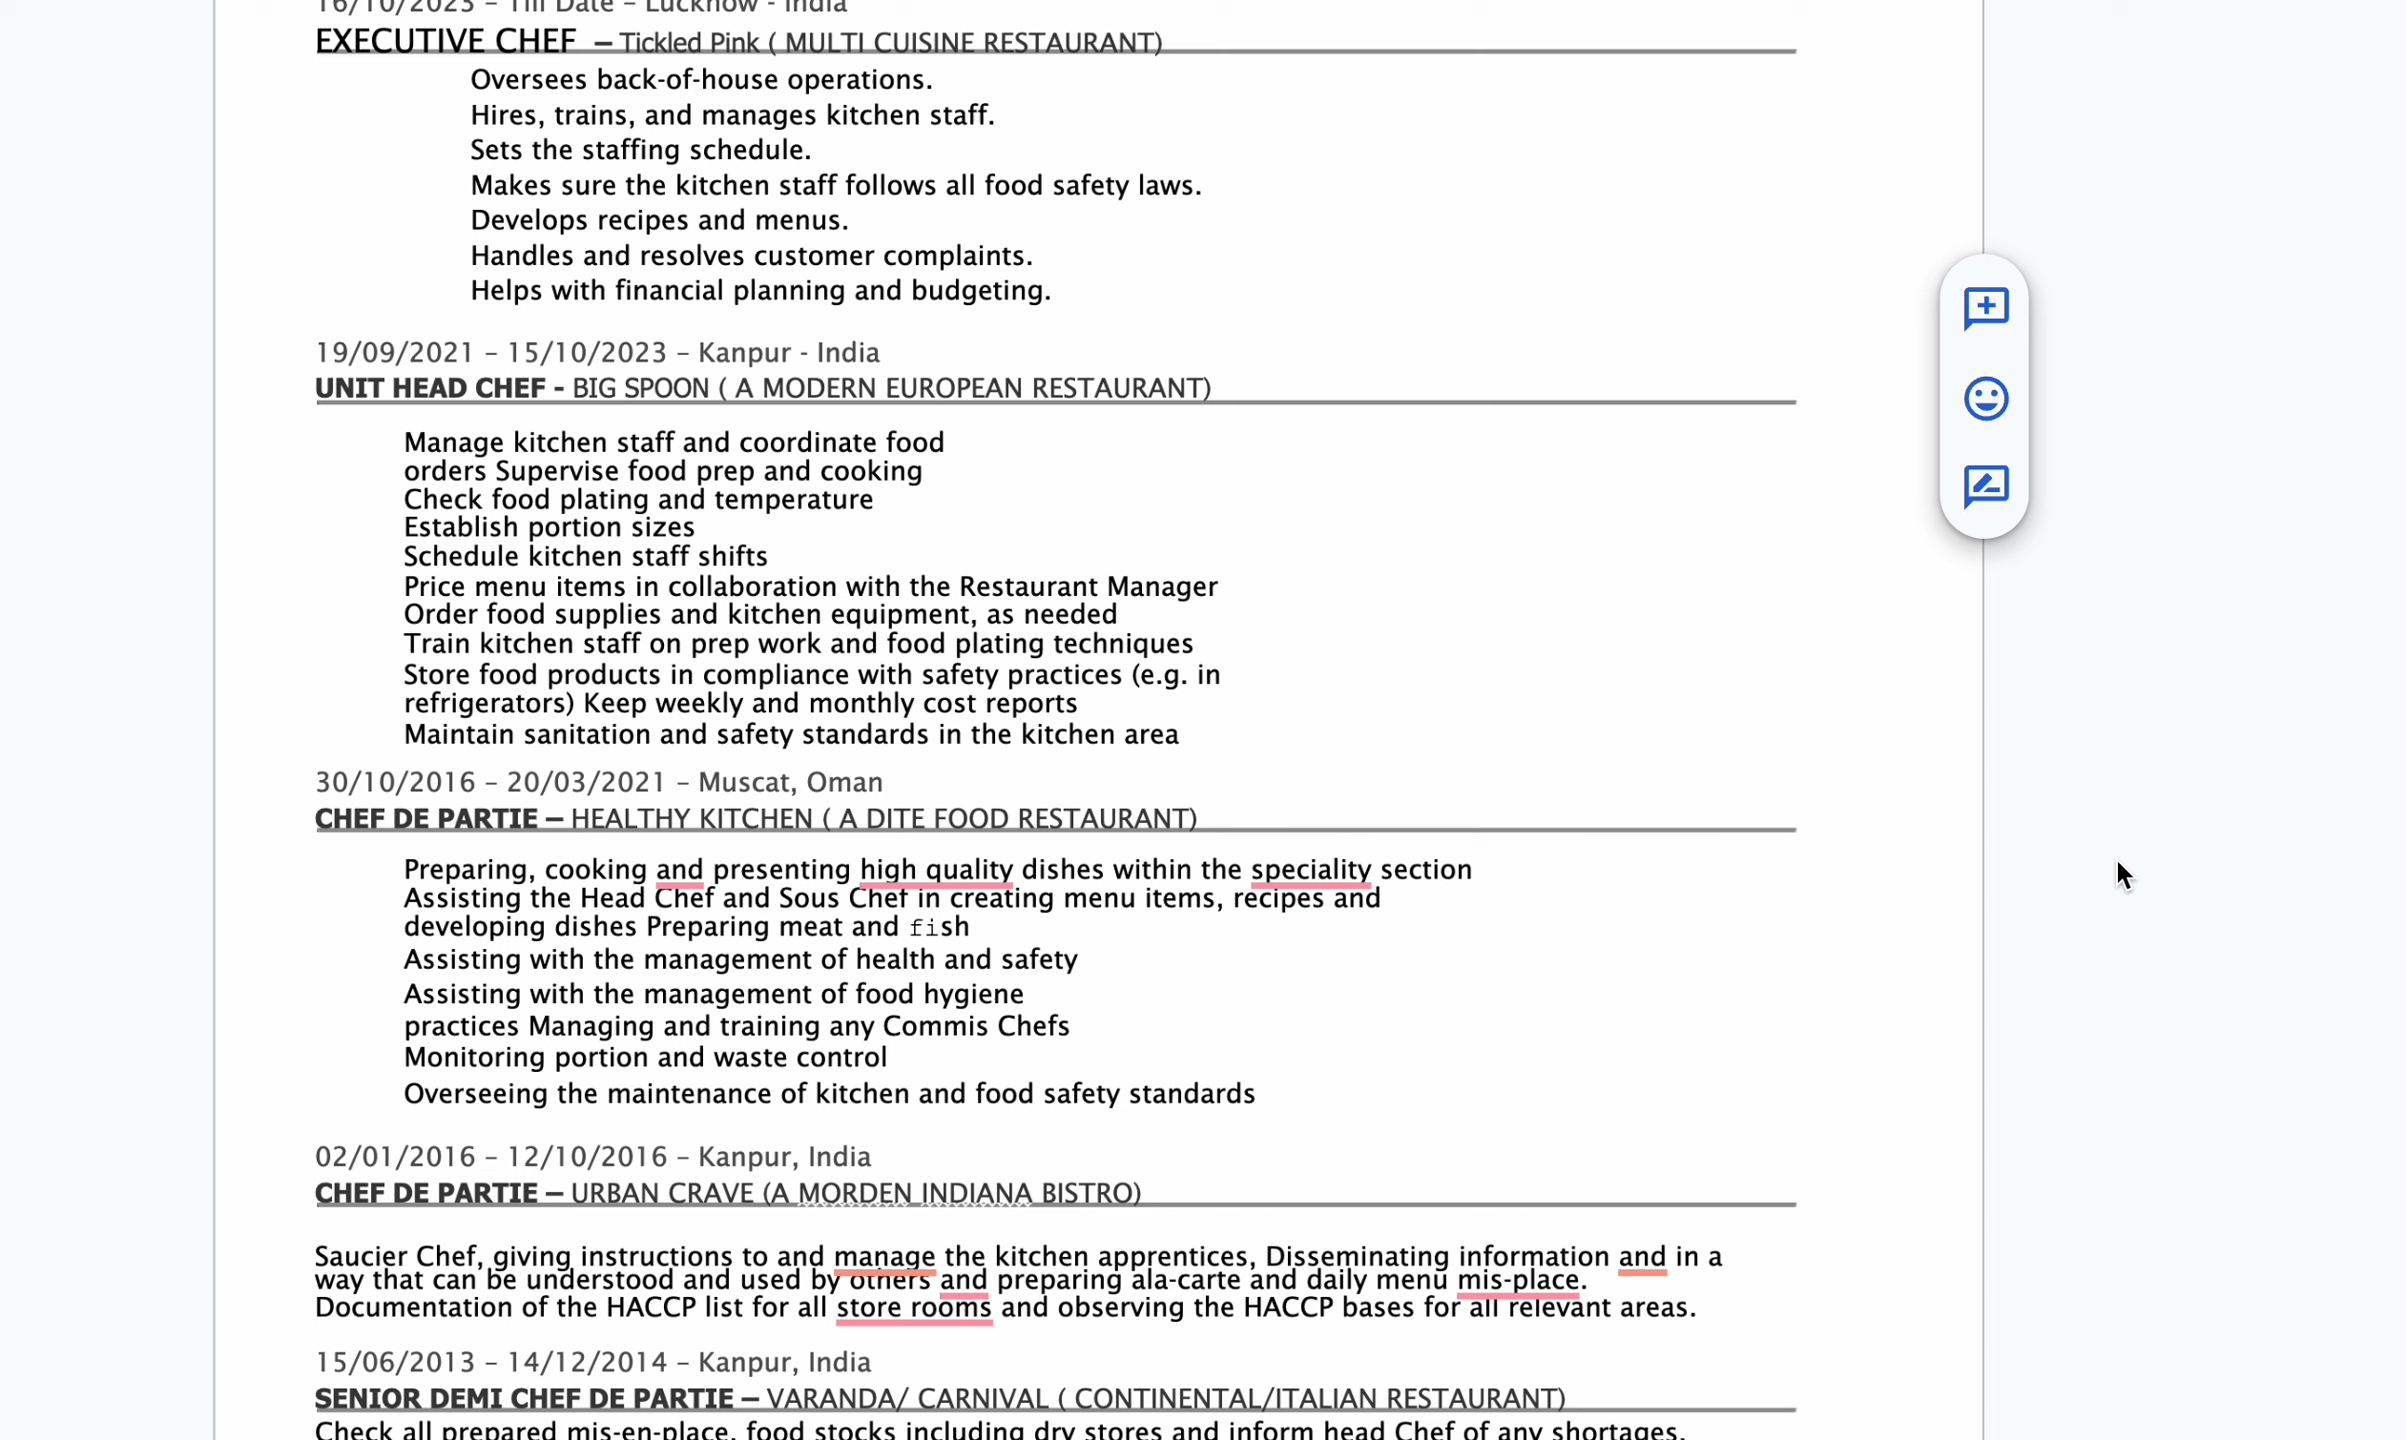 16/10/2023 – Till Date – Lucknow - India
EXECUTIVE CHEF – Tickled Pink ( MULTI CUISINE RESTAURANT)
Oversees back-of-house operations.
Hires, trains, and manages kitchen staff.
Sets the staffing schedule.
Makes sure the kitchen staff follows all food safety laws.
Develops recipes and menus.
Handles and resolves customer complaints.
Helps with financial planning and budgeting.
19/09/2021 – 15/10/2023 – Kanpur - India
UNIT HEAD CHEF - BIG SPOON ( A MODERN EUROPEAN RESTAURANT)
Manage kitchen staff and coordinate food
orders Supervise food prep and cooking
Check food plating and temperature
Establish portion sizes
Schedule kitchen staff shifts
Price menu items in collaboration with the Restaurant Manager
Order food supplies and kitchen equipment, as needed
Train kitchen staff on prep work and food plating techniques
Store food products in compliance with safety practices (e.g. in
refrigerators) Keep weekly and monthly cost reports
Maintain sanitation and safety standards in the kitchen area
30/10/2016 – 20/03/2021 – Muscat, Oman
CHEF DE PARTIE – HEALTHY KITCHEN ( A DITE FOOD RESTAURANT)
Preparing, cooking and presenting high quality dishes within the speciality section
Assisting the Head Chef and Sous Chef in creating menu items, recipes and
developing dishes Preparing meat and fish
Assisting with the management of health and safety
Assisting with the management of food hygiene
practices Managing and training any Commis Chefs
Monitoring portion and waste control
Overseeing the maintenance of kitchen and food safety standards
02/01/2016 – 12/10/2016 – Kanpur, India
CHEF DE PARTIE – URBAN CRAVE (A MORDEN INDIANA BISTRO)
Saucier Chef, giving instructions to and manage the kitchen apprentices, Disseminating information and in a
way that can be understood and used by others and preparing ala-carte and daily menu mis-place.
Documentation of the HACCP list for all store rooms and observing the HACCP bases for all relevant areas.
15/06/2013 – 14/12/2014 – Kanpur, India
SENIOR DEMI CHEF DE PARTIE – VARANDA/ CARNIVAL ( CONTINENTAL/ITALIAN RESTAURANT)
Check all prepared mis-en-place, food stocks including dry stores and inform head Chef of any shortages.